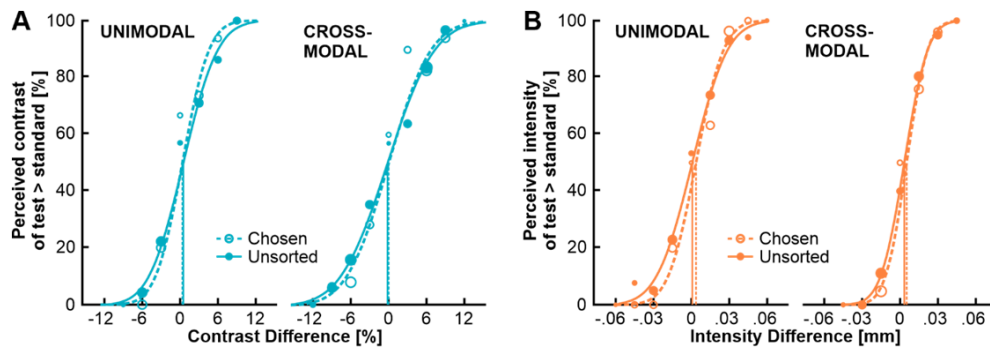 A
UNIMODAL
CROSS-
MODAL
Perceived contrast
of test > standard [%]
100
80
60
40
20
0
Chosen
Unsorted
-12 -6 0 6 12
-12 -6 0 6 12
Contrast Difference [%]
B
UNIMODAL
CROSS-
MODAL
Perceived intensity
of test > standard [%]
100
80
60
40
20
0
Chosen
Unsorted
-.06 -.03 0 .03 .06
-.06 -.03 0 .03 .06
Intensity Difference [mm]